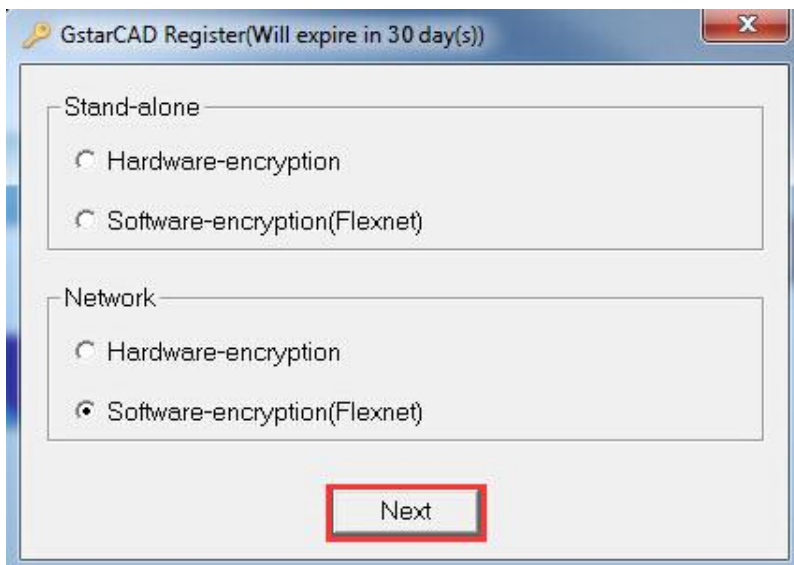 GstarCAD Register(Will expire in 30 day(s))
Stand-alone
Hardware-encryption
Software-encryption(Flexnet)
Network
Hardware-encryption
Software-encryption(Flexnet)
Next